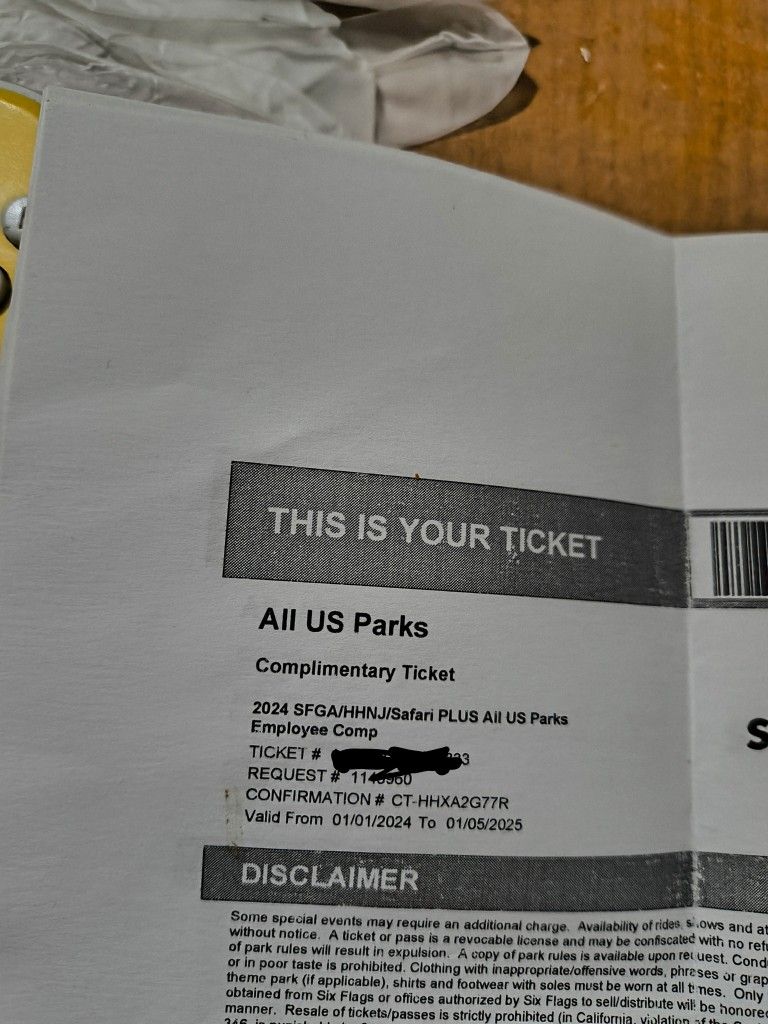 THIS IS YOUR TICKET
All US Parks
Complimentary Ticket
2024 SFGA/HHNJ/Safari PLUS All US Parks
Employee Comp
TICKET # 33
REQUEST #
CONFIRMATION # CT-HHXA2G77R
Valid From 01/01/2024 To 01/05/2025
S
DISCLAIMER
Some special events may require an additional charge. Availability of rides, and at
without notice. A ticket or pass is a revocable license and may be confiscated with no refu
of park rules will result in expulsion. A copy of park rules is available upon request. Cond
or in poor taste is prohibited. Clothing with inappropriate/offensive words, phrases or grap
theme park (if applicable), shirts and footwear with soles must be worn at all times. Only
obtained from Six Flags or offices authorized by Six Flags to sell/distribute will be honored
manner. Resale of tickets/passes is strictly prohibited (in California, violation of the